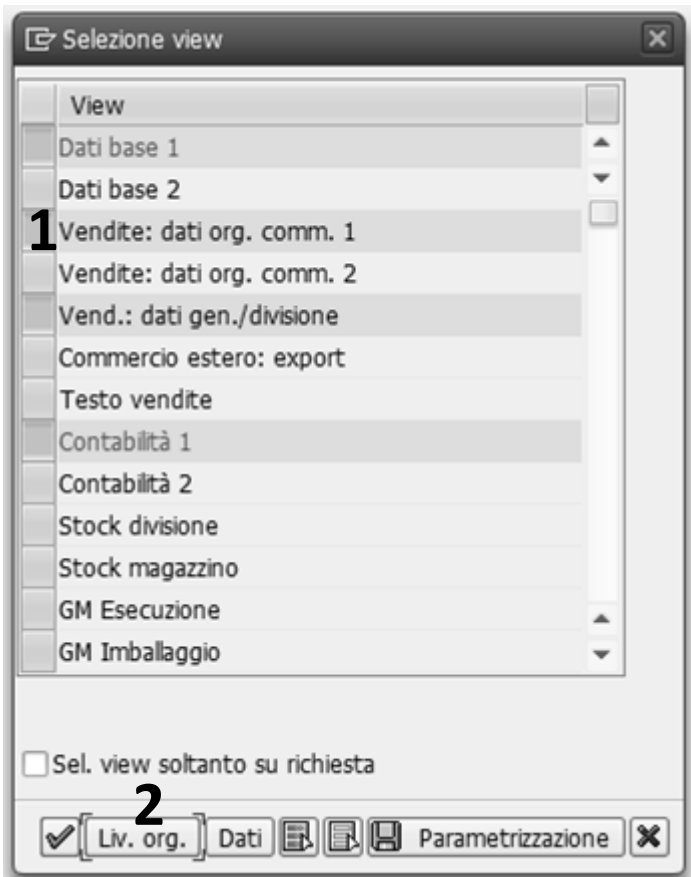 Selezione view
View
Dati base 1
Dati base 2
1 Vendite: dati org. comm. 1
Vendite: dati org. comm. 2
Vend.: dati gen./divisione
Commercio estero: export
Testo vendite
Contabilità 1
Contabilità 2
Stock divisione
Stock magazzino
GM Esecuzione
GM Imballaggio
Sel. view soltanto su richiesta
2
Liv. org. Dati Parametrizzazione